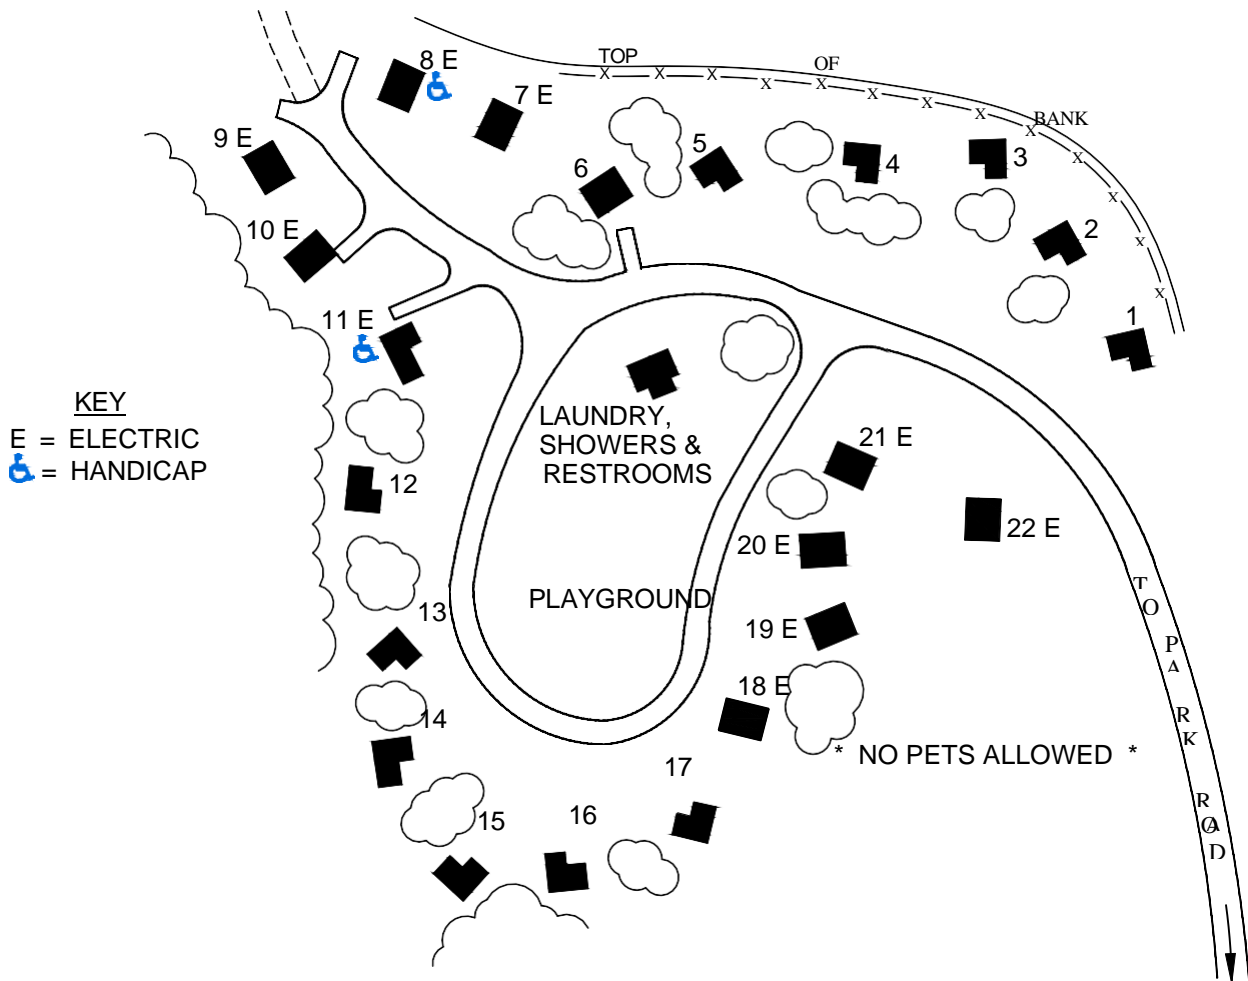 TOP OF BANK
8 E
7 E
9 E
5
6
4
3
10 E
2
11 E
1
KEY
E = ELECTRIC
= HANDICAP
LAUNDRY,
SHOWERS &
RESTROOMS
21 E
12
22 E
20 E
PLAYGROUND
13
19 E
18 E
14
* NO PETS ALLOWED *
17
15
16
TO PARK ROAD